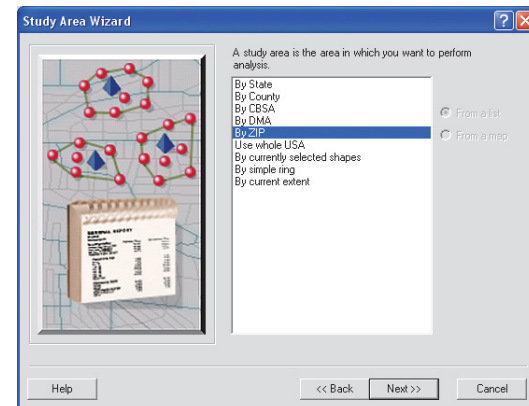 Study Area Wizard
A study area is the area in which you want to perform
analysis.
By State
By County
By CBSA
By DMA
By ZIP
Use whole USA
By currently selected shapes
By simple ring
By current extent
From a list
From a map
Help
<< Back
Next >>
Cancel